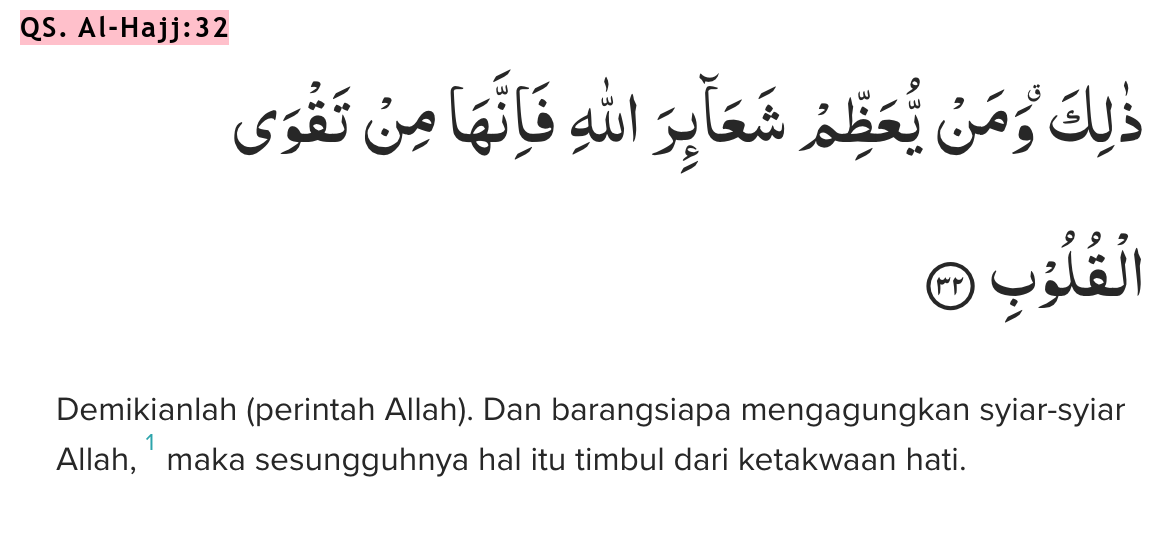 QS. Al-Hajj:32
ذٰلِكَ وَمَنْ يُّعَظِّمْ شَعَاۤىِٕرَ اللّٰهِ فَاِنَّهَا مِنْ تَقْوَى
الْقُلُوْبِ ٣٢
Demikianlah (perintah Allah). Dan barangsiapa mengagungkan syiar-syiar
Allah, 1 maka sesungguhnya hal itu timbul dari ketakwaan hati.